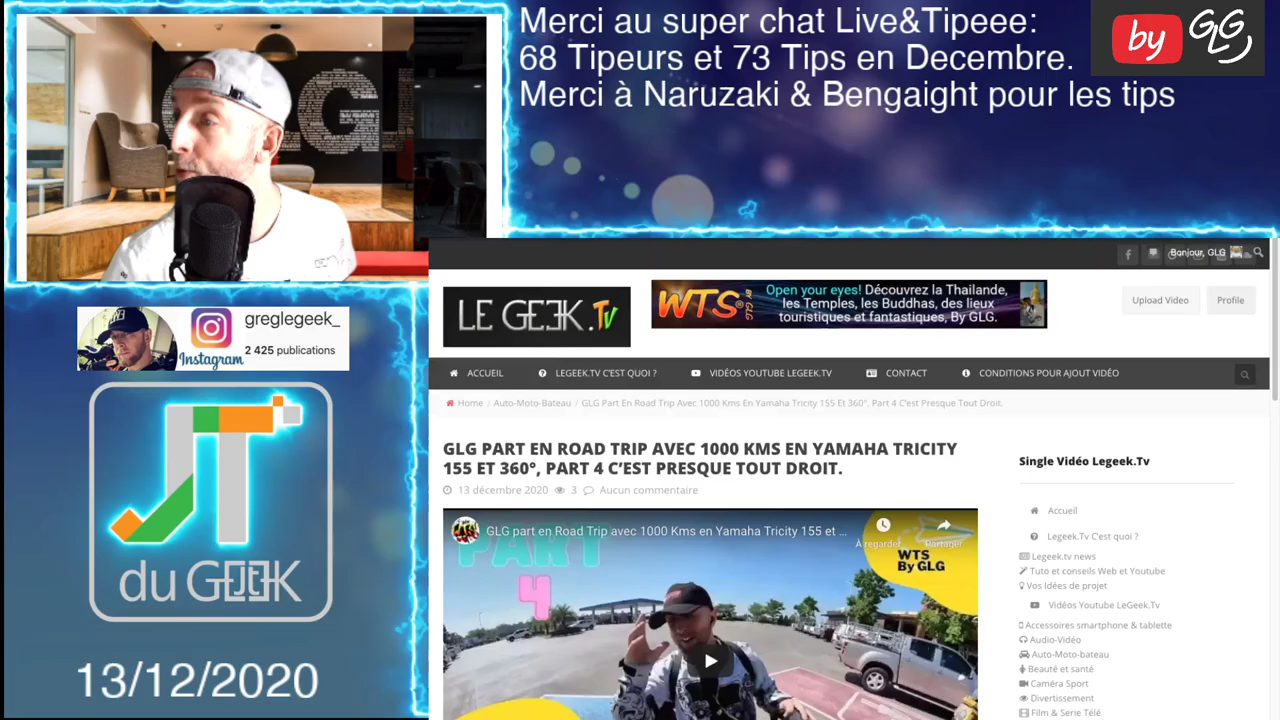 Merci au super chat Live&Tipeee:
68 Tipeurs et 73 Tips en Decembre.
Merci à Naruzaki & Bengaight pour les tips
by GLG
greglegeek_
Instagram
2 425 publications
JT
du GEEK
13/12/2020
Bonjour, GLG
LE GEEK.Tv
WTS BY GLG
Open your eyes! Découvrez la Thailande,
les Temples, les Buddhas, des lieux
touristiques et fantastiques, By GLG.
Upload Video
Profile
ACCUEIL
LEGEEK.TV C'EST QUOI ?
VIDÉOS YOUTUBE LEGEEK.TV
CONTACT
CONDITIONS POUR AJOUT VIDÉO
Home / Auto-Moto-Bateau / GLG Part En Road Trip Avec 1000 Kms En Yamaha Tricity 155 Et 360°, Part 4 C'est Presque Tout Droit.
GLG PART EN ROAD TRIP AVEC 1000 KMS EN YAMAHA TRICITY
155 ET 360°, PART 4 C’EST PRESQUE TOUT DROIT.
13 décembre 2020 3 Aucun commentaire
GLG part en Road Trip avec 1000 Kms en Yamaha Tricity 155 et ...
À regarder...
Partager
PART
4
WTS
By GLG
Single Vidéo Legeek.Tv
Accueil
Legeek.Tv C'est quoi ?
Legeek.tv news
Tuto et conseils Web et Youtube
Vos Idées de projet
Vidéos Youtube LeGeek.Tv
Accessoires smartphone & tablette
Audio-Vidéo
Auto-Moto-bateau
Beauté et santé
Caméra Sport
Divertissement
Film & Serie Télé